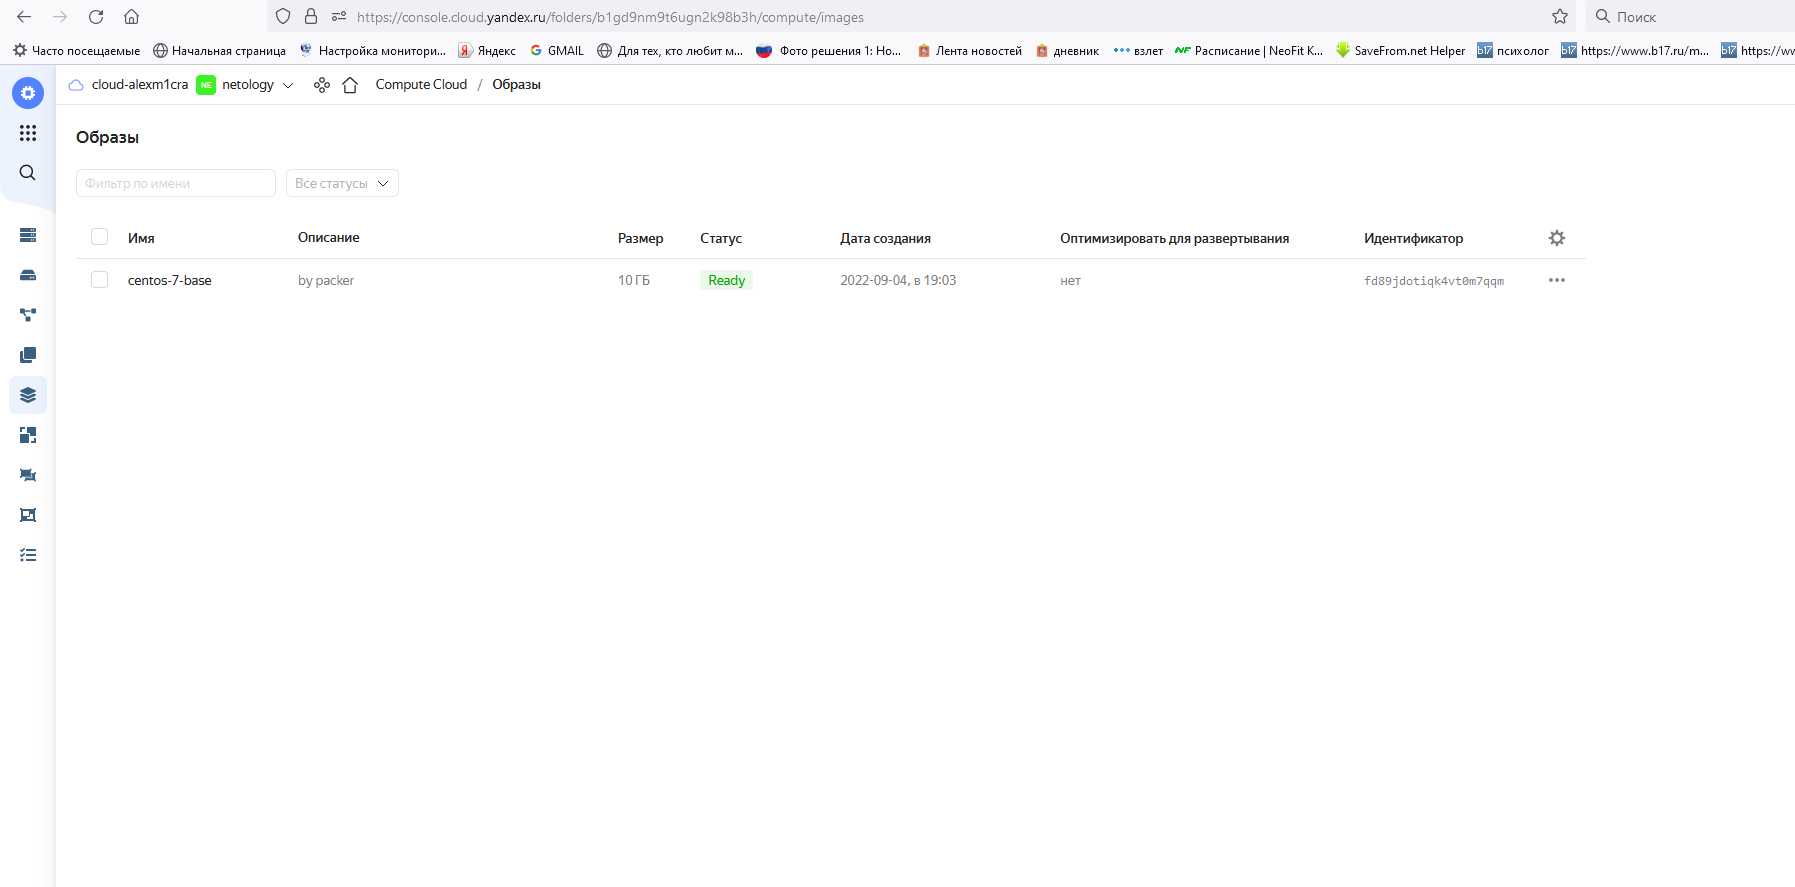 https://console.cloud.yandex.ru/folders/b1gd9nm9t6ugn2k98b3h/compute/images
Поиск
Часто посещаемые Начальная страница Настройка монитори... Яндекс GMAIL Для тех, кто любит м... Фото решения 1: Но... Лента новостей дневник взлет Расписание | NeoFit К... SaveFrom.net Helper психолог https://www.b17.ru/m... https://ww
cloud-alexm1cra NE netology Compute Cloud / Образы
Образы
Фильтр по имени Все статусы
Имя Описание Размер Статус Дата создания Оптимизировать для развертывания Идентификатор
centos-7-base by packer 10 ГБ Ready 2022-09-04, в 19:03 нет fd89jdotiqk4vt0m7qqm